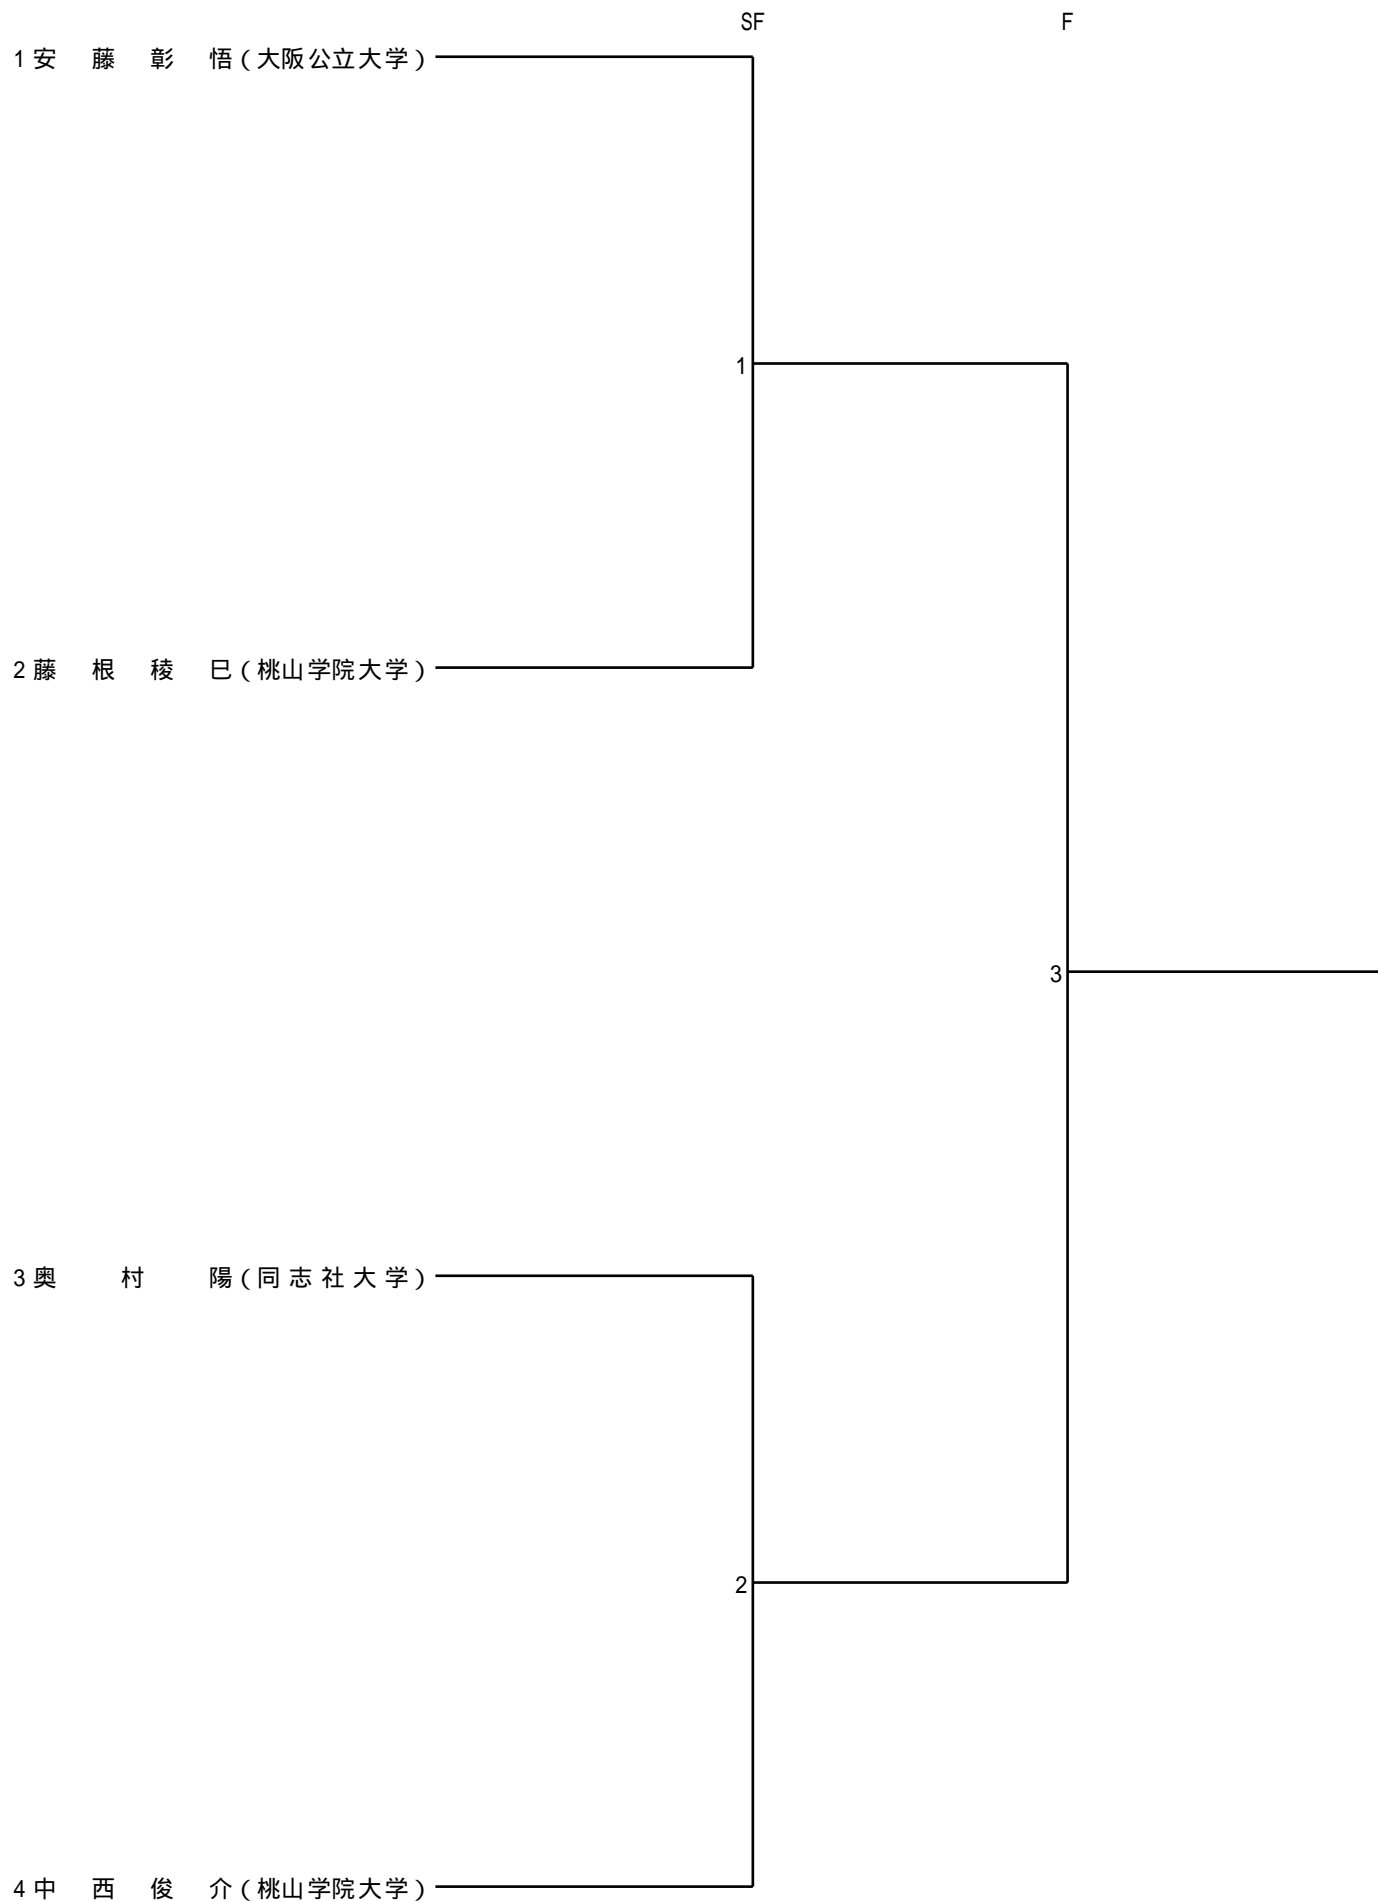 SF F
1 安藤彰悟(大阪公立大学)
1
2 藤根稜巳(桃山学院大学)
3
3 奥村陽(同志社大学)
2
4 中西俊介(桃山学院大学)